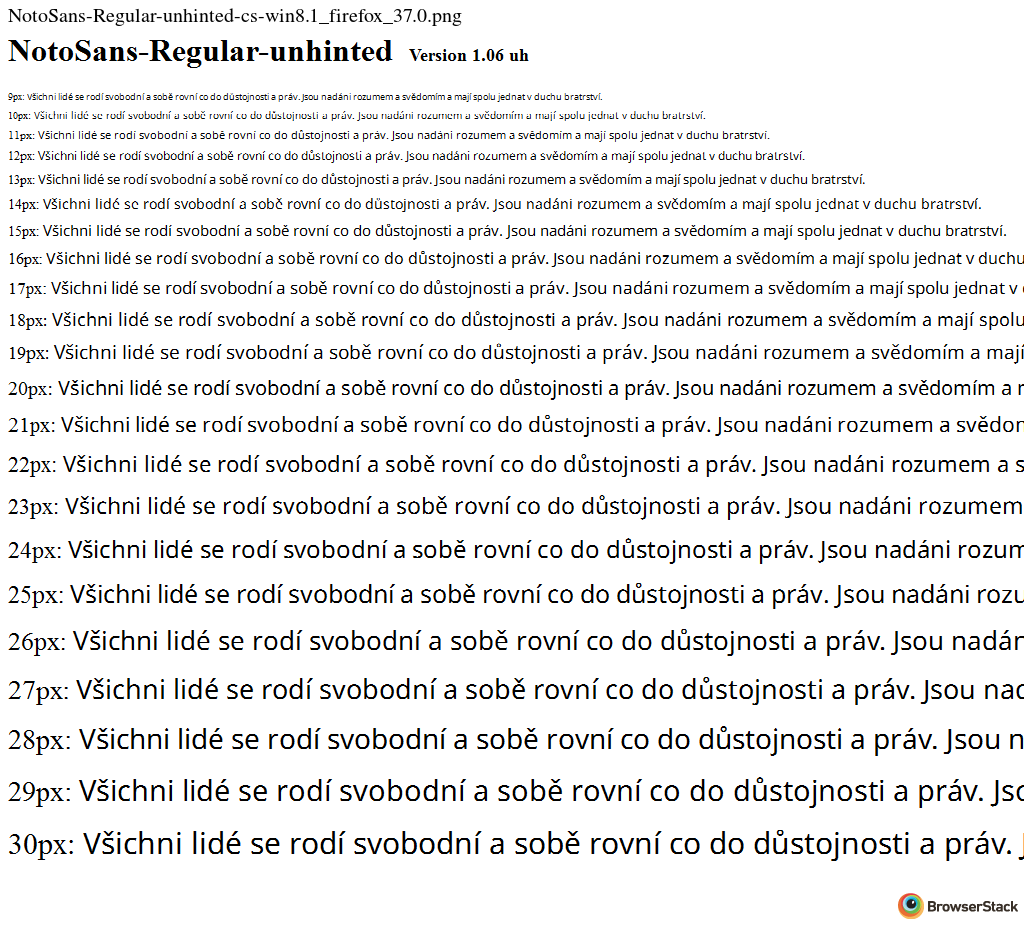 NotoSans-Regular-unhinted-cs-win8.1_firefox_37.0.png
NotoSans-Regular-unhinted Version 1.06 uh
9px: Všichni lidé se rodí svobodní a sobě rovní co do důstojnosti a práv. Jsou nadáni rozumem a svědomím a mají spolu jednat v duchu bratrství.
10px: Všichni lidé se rodí svobodní a sobě rovní co do důstojnosti a práv. Jsou nadáni rozumem a svědomím a mají spolu jednat v duchu bratrství.
11px: Všichni lidé se rodí svobodní a sobě rovní co do důstojnosti a práv. Jsou nadáni rozumem a svědomím a mají spolu jednat v duchu bratrství.
12px: Všichni lidé se rodí svobodní a sobě rovní co do důstojnosti a práv. Jsou nadáni rozumem a svědomím a mají spolu jednat v duchu bratrství.
13px: Všichni lidé se rodí svobodní a sobě rovní co do důstojnosti a práv. Jsou nadáni rozumem a svědomím a mají spolu jednat v duchu bratrství.
14px: Všichni lidé se rodí svobodní a sobě rovní co do důstojnosti a práv. Jsou nadáni rozumem a svědomím a mají spolu jednat v duchu bratrství.
15px: Všichni lidé se rodí svobodní a sobě rovní co do důstojnosti a práv. Jsou nadáni rozumem a svědomím a mají spolu jednat v duchu bratrství.
16px: Všichni lidé se rodí svobodní a sobě rovní co do důstojnosti a práv. Jsou nadáni rozumem a svědomím a mají spolu jednat v duchu
17px: Všichni lidé se rodí svobodní a sobě rovní co do důstojnosti a práv. Jsou nadáni rozumem a svědomím a mají spolu jednat v
18px: Všichni lidé se rodí svobodní a sobě rovní co do důstojnosti a práv. Jsou nadáni rozumem a svědomím a mají spolu
19px: Všichni lidé se rodí svobodní a sobě rovní co do důstojnosti a práv. Jsou nadáni rozumem a svědomím a mají
20px: Všichni lidé se rodí svobodní a sobě rovní co do důstojnosti a práv. Jsou nadáni rozumem a svědomím a
21px: Všichni lidé se rodí svobodní a sobě rovní co do důstojnosti a práv. Jsou nadáni rozumem a svědom
22px: Všichni lidé se rodí svobodní a sobě rovní co do důstojnosti a práv. Jsou nadáni rozumem a s
23px: Všichni lidé se rodí svobodní a sobě rovní co do důstojnosti a práv. Jsou nadáni rozumem
24px: Všichni lidé se rodí svobodní a sobě rovní co do důstojnosti a práv. Jsou nadáni rozum
25px: Všichni lidé se rodí svobodní a sobě rovní co do důstojnosti a práv. Jsou nadáni rozu
26px: Všichni lidé se rodí svobodní a sobě rovní co do důstojnosti a práv. Jsou nadán
27px: Všichni lidé se rodí svobodní a sobě rovní co do důstojnosti a práv. Jsou nad
28px: Všichni lidé se rodí svobodní a sobě rovní co do důstojnosti a práv. Jsou n
29px: Všichni lidé se rodí svobodní a sobě rovní co do důstojnosti a práv. Jso
30px: Všichni lidé se rodí svobodní a sobě rovní co do důstojnosti a práv. J
BrowserStack